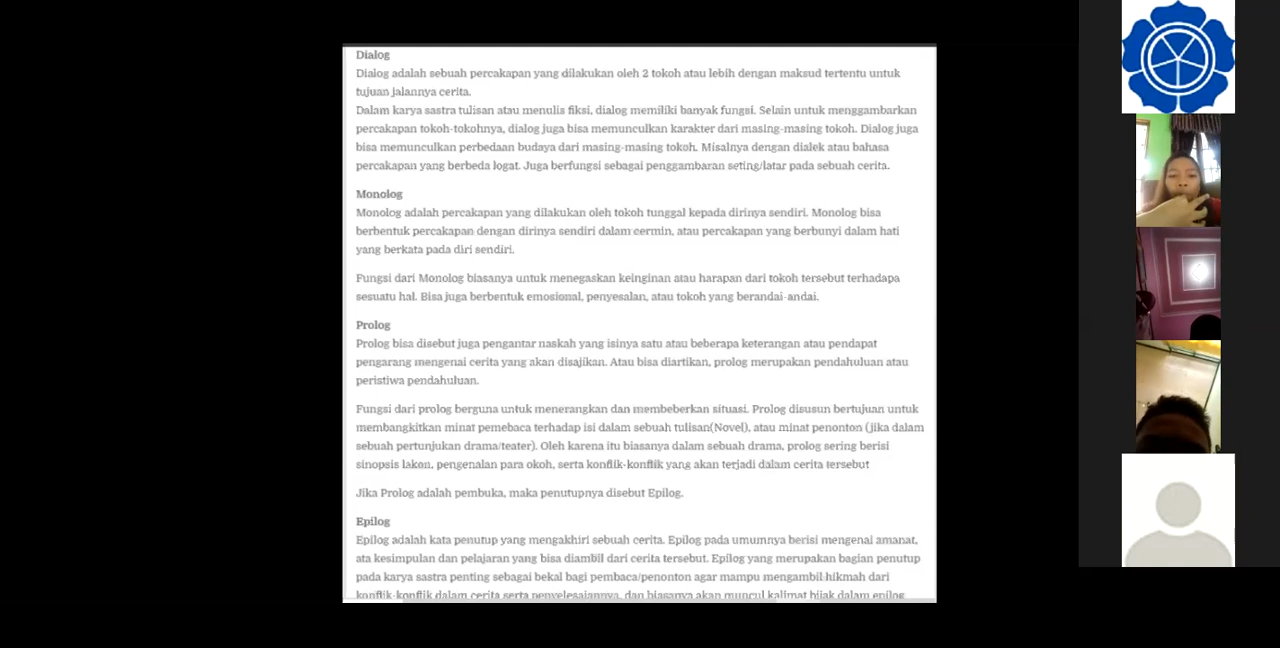 Dialog
Dialog adalah sebuah percakapan yang dilakukan oleh 2 tokoh atau lebih dengan maksud tertentu untuk
tujuan jalannya cerita.
Dalam karya sastra tulisan atau menulis fiksi, dialog memiliki banyak fungsi. Selain untuk menggambarkan
percakapan tokoh-tokohnya, dialog juga bisa memunculkan karakter dari masing-masing tokoh. Dialog juga
bisa memunculkan perbedaan budaya dari masing-masing tokoh. Misalnya dengan dialek atau bahasa
percakapan yang berbeda logat. Juga berfungsi sebagai penggambaran seting/latar pada sebuah cerita.
Monolog
Monolog adalah percakapan yang dilakukan oleh tokoh tunggal kepada dirinya sendiri. Monolog bisa
berbentuk percakapan dengan dirinya sendiri dalam cermin, atau percakapan yang berbunyi dalam hati
yang berkata pada diri sendiri.
Fungsi dari Monolog biasanya untuk menegaskan keinginan atau harapan dari tokoh tersebut terhadapa
sesuatu hal. Bisa juga berbentuk emosional, penyesalan, atau tokoh yang berandai-andai.
Prolog
Prolog bisa disebut juga pengantar naskah yang isinya satu atau beberapa keterangan atau pendapat
pengarang mengenai cerita yang akan disajikan. Atau bisa diartikan, prolog merupakan pendahuluan atau
peristiwa pendahuluan.
Fungsi dari prolog berguna untuk menerangkan dan membeberkan situasi. Prolog disusun bertujuan untuk
membangkitkan minat pemebaca terhadap isi dalam sebuah tulisan(Novel), atau minat penonton (jika dalam
sebuah pertunjukan drama/teater). Oleh karena itu biasanya dalam sebuah drama, prolog sering berisi
sinopsis lakon, pengenalan para okoh, serta konflik-konflik yang akan terjadi dalam cerita tersebut
Jika Prolog adalah pembuka, maka penutupnya disebut Epilog.
Epilog
Epilog adalah kata penutup yang mengakhiri sebuah cerita. Epilog pada umumnya berisi mengenai amanat,
ata kesimpulan dan pelajaran yang bisa diambil dari cerita tersebut. Epilog yang merupakan bagian penutup
pada karya sastra penting sebagai bekal bagi pembaca/penonton agar mampu mengambil hikmah dari
konflik-konflik dalam cerita serta penyelesaiannya, dan biasanya akan muncul kalimat bijak dalam epilog